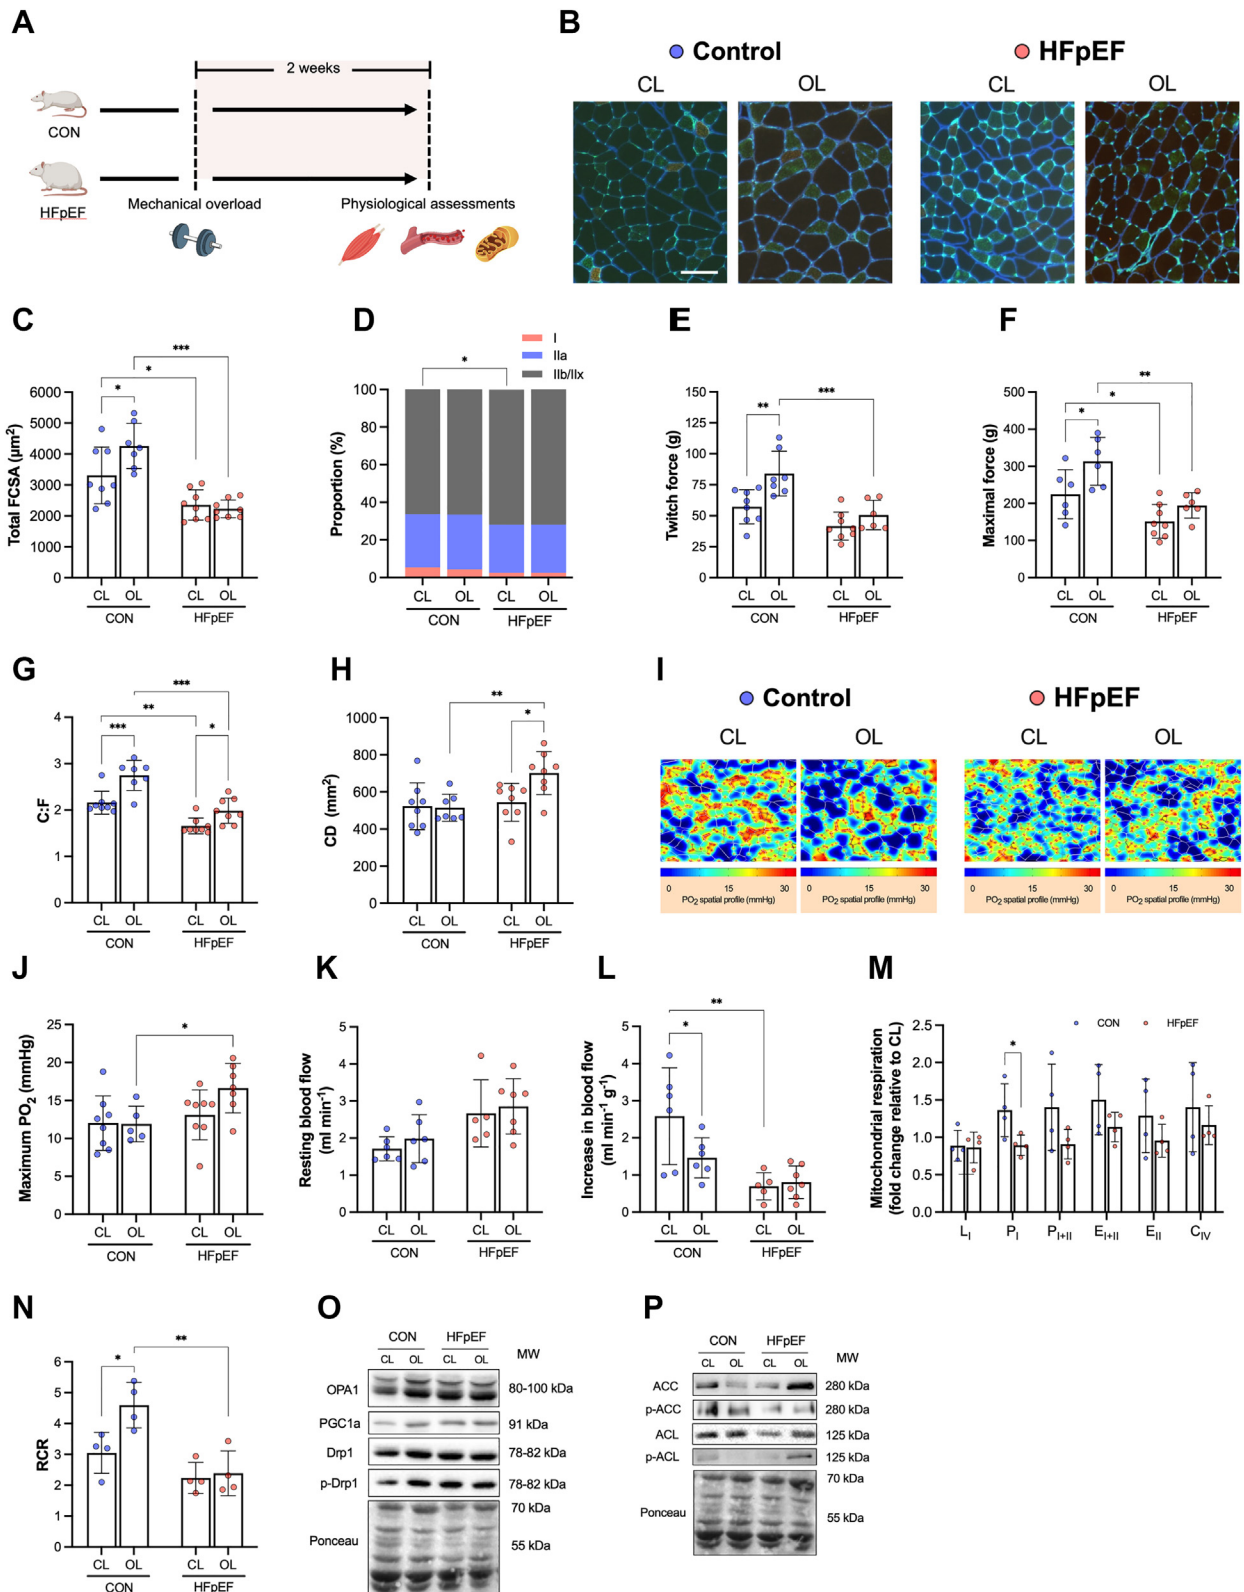 A
2 weeks
CON
HFpEF
Mechanical overload
Physiological assessments
B
Control
HFpEF
CL
OL
CL
OL
C
***
*
*
Total FCSA (µm²)
6000
5000
4000
3000
2000
1000
0
CL
OL
CL
OL
CON
HFpEF
D
I
IIa
IIb/IIx
*
Proportion (%)
100
80
60
40
20
0
CL
OL
CL
OL
CON
HFpEF
E
**
***
Twitch force (g)
150
125
100
75
50
25
0
CL
OL
CL
OL
CON
HFpEF
F
**
*
*
Maximal force (g)
500
400
300
200
100
0
CL
OL
CL
OL
CON
HFpEF
G
***
**
***
*
C:F
4
3
2
1
0
CL
OL
CL
OL
CON
HFpEF
H
**
*
CD (mm²)
1000
800
600
400
200
0
CL
OL
CL
OL
CON
HFpEF
I
Control
HFpEF
CL
OL
CL
OL
0 15 30
PO₂ spatial profile (mmHg)
0 15 30
PO₂ spatial profile (mmHg)
0 15 30
PO₂ spatial profile (mmHg)
0 15 30
PO₂ spatial profile (mmHg)
J
*
Maximum PO₂ (mmHg)
25
20
15
10
5
0
CL
OL
CL
OL
CON
HFpEF
K
Resting blood flow
(ml min⁻¹)
5
4
3
2
1
0
CL
OL
CL
OL
CON
HFpEF
L
**
*
Increase in blood flow
(ml min⁻¹ g⁻¹)
5
4
3
2
1
0
CL
OL
CL
OL
CON
HFpEF
M
CON
HFpEF
*
Mitochondrial respiration
(fold change relative to CL)
2.5
2.0
1.5
1.0
0.5
0.0
L_I
P_I
P_I+II
E_I+II
E_II
C_IV
N
**
*
RCR
6
5
4
3
2
1
0
CL
OL
CL
OL
CON
HFpEF
O
CON
HFpEF
CL
OL
CL
OL
MW
OPA1
80-100 kDa
PGC1a
91 kDa
Drp1
78-82 kDa
p-Drp1
78-82 kDa
70 kDa
Ponceau
55 kDa
P
CON
HFpEF
CL
OL
CL
OL
MW
ACC
280 kDa
p-ACC
280 kDa
ACL
125 kDa
p-ACL
125 kDa
70 kDa
Ponceau
55 kDa